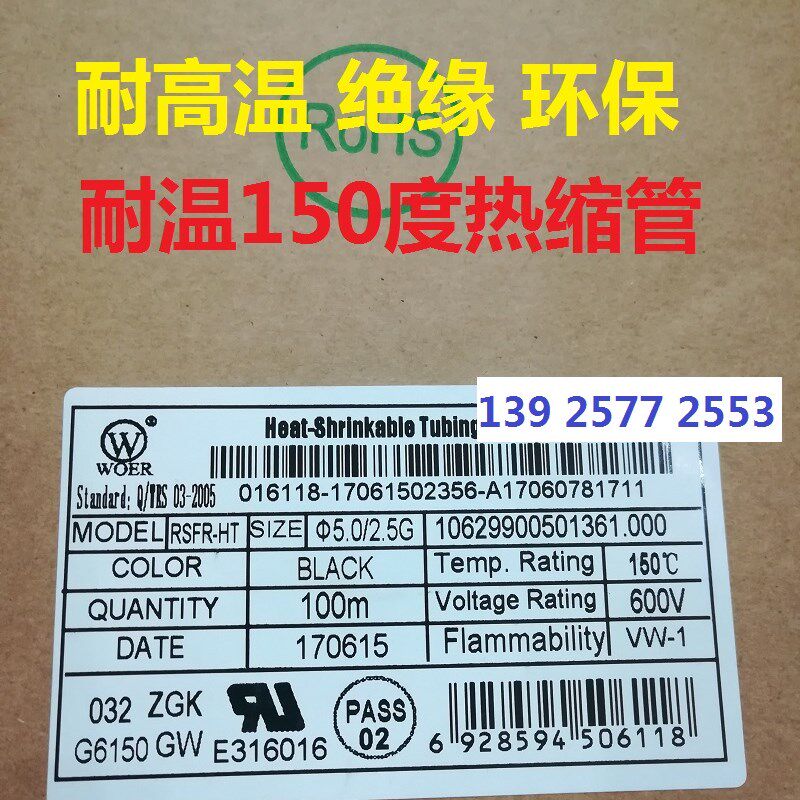 耐高温 绝缘 环保
RoHS
耐温150度热缩管
13925772553
Heat-Shrinkable Tubing
W ®
WOER
Standard: Q/WRS 03-2005
016118-17061502356-A17060781711
MODEL RSFR-HT SIZE Φ5.0/2.5G 10629900501361.000
COLOR BLACK Temp. Rating 150℃
QUANTITY 100m Voltage Rating 600V
DATE 170615 Flammability VW-1
032 ZGK
G6150 GW
E316016
PASS
02
6 928594 506118